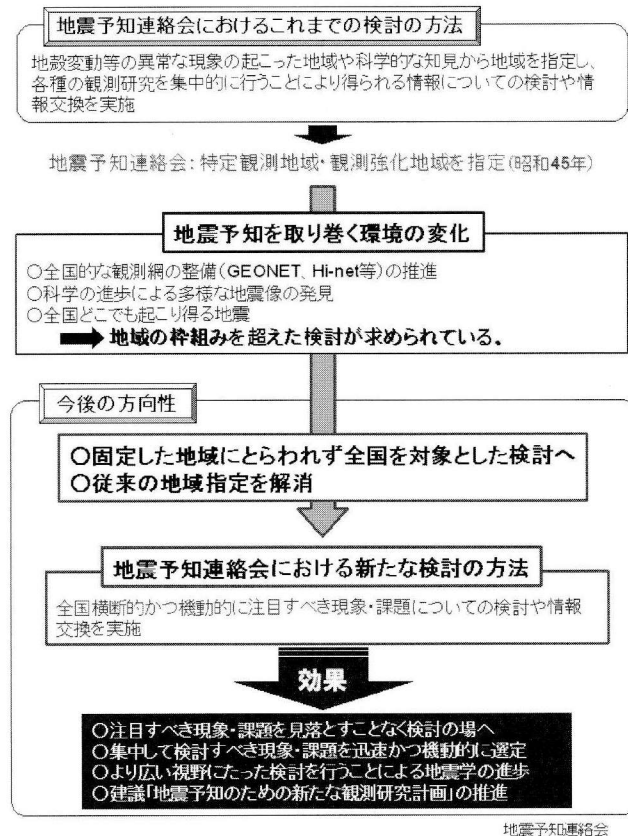 地震予知連絡会におけるこれまでの検討の方法
地殻変動等の異常な現象の起こった地域や科学的な知見から地域を指定し、
各種の観測研究を集中的に行うことにより得られる情報についての検討や情
報交換を実施
地震予知連絡会：特定観測地域・観測強化地域を指定(昭和45年)
地震予知を取り巻く環境の変化
○全国的な観測網の整備(GEONET、Hi-net等)の推進
○科学の進歩による多様な地震像の発見
○全国どこでも起こり得る地震
地域の枠組みを超えた検討が求められている。
今後の方向性
○固定した地域にとらわれず全国を対象とした検討へ
○従来の地域指定を解消
地震予知連絡会における新たな検討の方法
全国横断的かつ機動的に注目すべき現象・課題についての検討や情報
交換を実施
効果
○注目すべき現象・課題を見落とすことなく検討の場へ
○集中して検討すべき現象・課題を迅速かつ機動的に選定
○より広い視野にたった検討を行うことによる地震学の進歩
○建議「地震予知のための新たな観測研究計画」の推進
地震予知連絡会